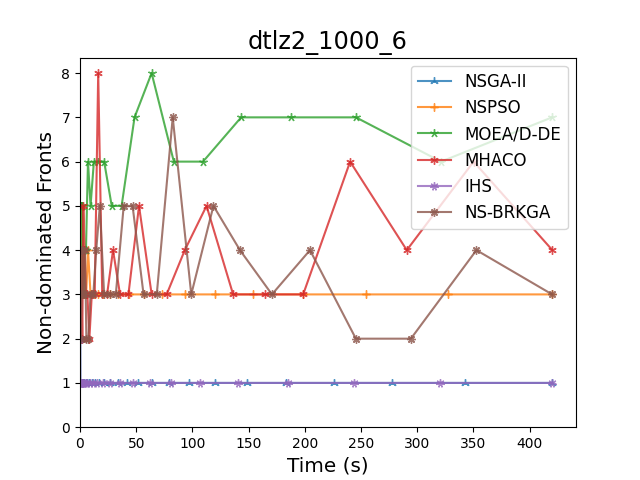 dtlz2_1000_6
NSGA-II
NSPSO
MOEA/D-DE
MHACO
IHS
NS-BRKGA
Non-dominated Fronts
8
7
6
5
4
3
2
1
0
0 50 100 150 200 250 300 350 400
Time (s)